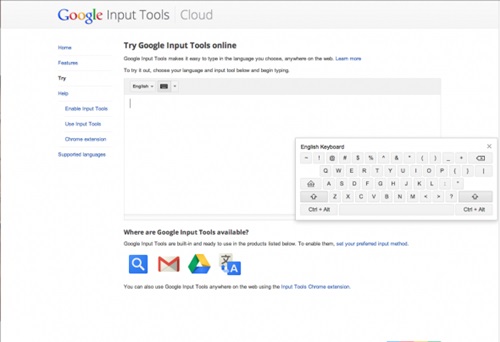 Google Input Tools Cloud
Home
Features
Try
Help
Enable Input Tools
Use Input Tools
Chrome extension
Supported languages
Try Google Input Tools online
Google Input Tools makes it easy to type in the language you choose, anywhere on the web. Learn more
To try it out, choose your language and input tool below and begin typing.
English
English Keyboard ×
~ ! @ # $ % ^ & * ( ) _ +
Q W E R T Y U I O P { } |
A S D F G H J K L : "
Z X C V B N M < > ?
Ctrl + Alt Ctrl + Alt
Where are Google Input Tools available?
Google Input Tools are built-in and ready to use in the products listed below. To enable them, set your preferred input method.
You can also use Google Input Tools anywhere on the web using the Input Tools Chrome extension.